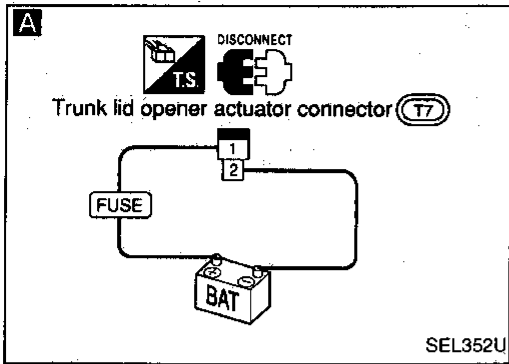 A
DISCONNECT
T.S.
Trunk lid opener actuator connector T7
1
2
FUSE
BAT
SEL352U